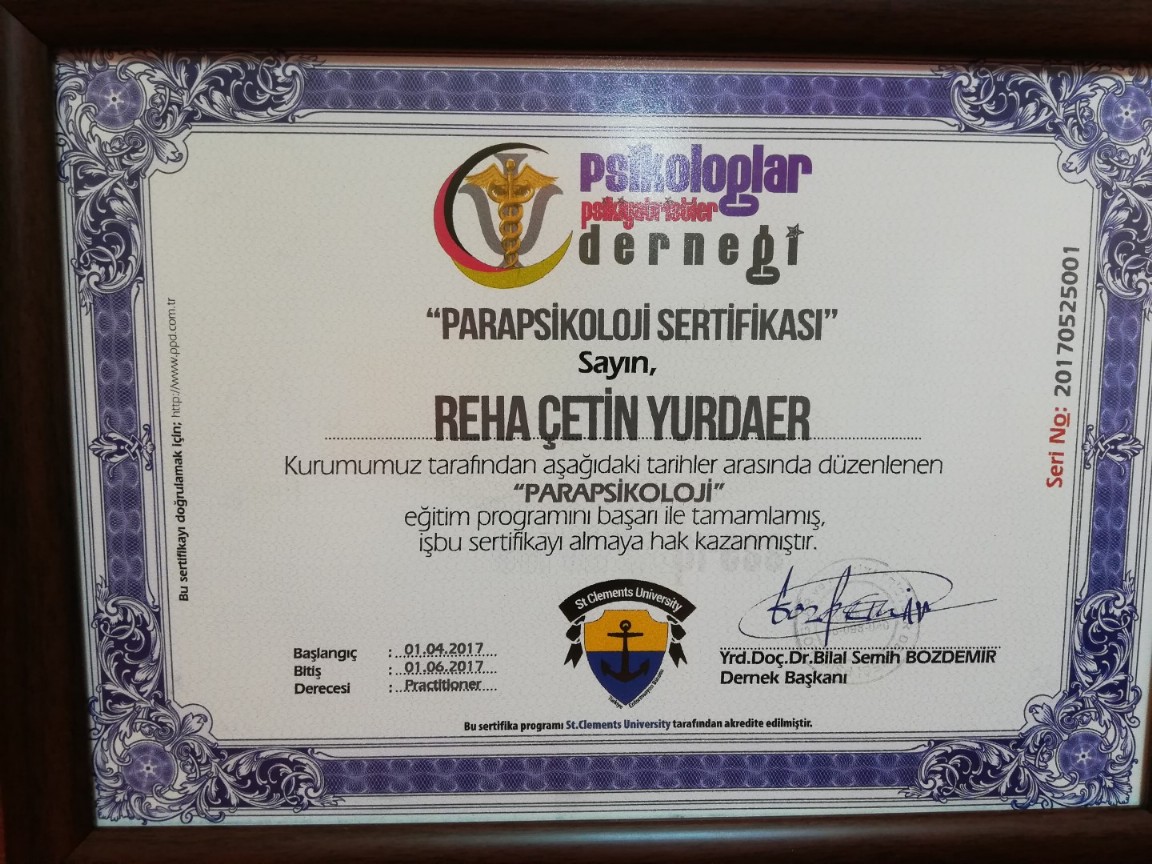 psikologlar
psikiyatristler
derneği
“PARAPSİKOLOJİ SERTİFİKASI”
Sayın,
REHA ÇETİN YURDAER
Kurumumuz tarafından aşağıdaki tarihler arasında düzenlenen
“PARAPSİKOLOJİ”
eğitim programını başarı ile tamamlamış,
işbu sertifikayı almaya hak kazanmıştır.
Bu sertifikayı doğrulamak için; http://www.ppd.com.tr
Seri No: 20170525001
Başlangıç : 01.04.2017
Bitiş : 01.06.2017
Derecesi : Practitioner
St Clements University
Yrd.Doç.Dr.Bilal Semih BOZDEMİR
Dernek Başkanı
Bu sertifika programı St.Clements University tarafından akredite edilmiştir.